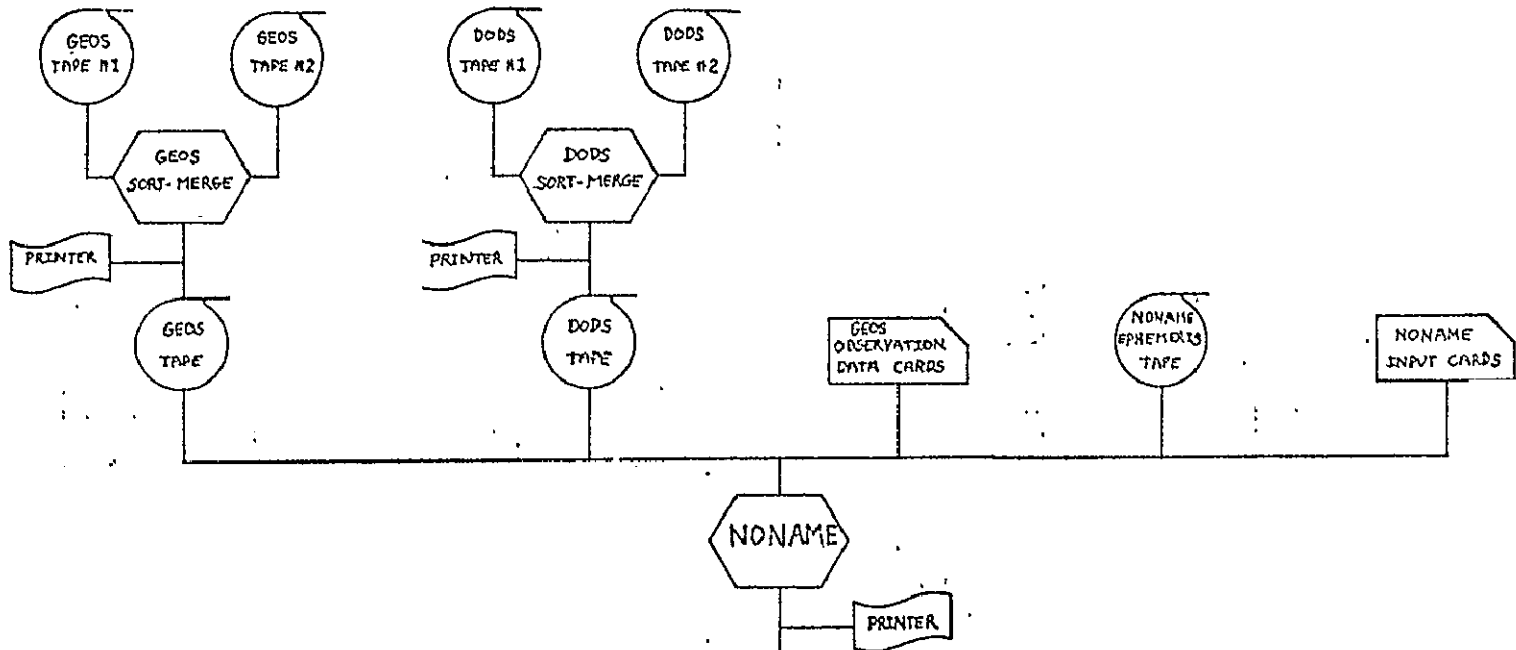 GEOS
TAPE #1
GEOS
TAPE #2
DODS
TAPE #1
DODS
TAPE #2
GEOS
SORT-MERGE
DODS
SORT-MERGE
PRINTER
PRINTER
GEOS
TAPE
DODS
TAPE
GEOS
OBSERVATION
DATA CARDS
NONAME
EPHEMERIS
TAPE
NONAME
INPUT CARDS
NONAME
PRINTER